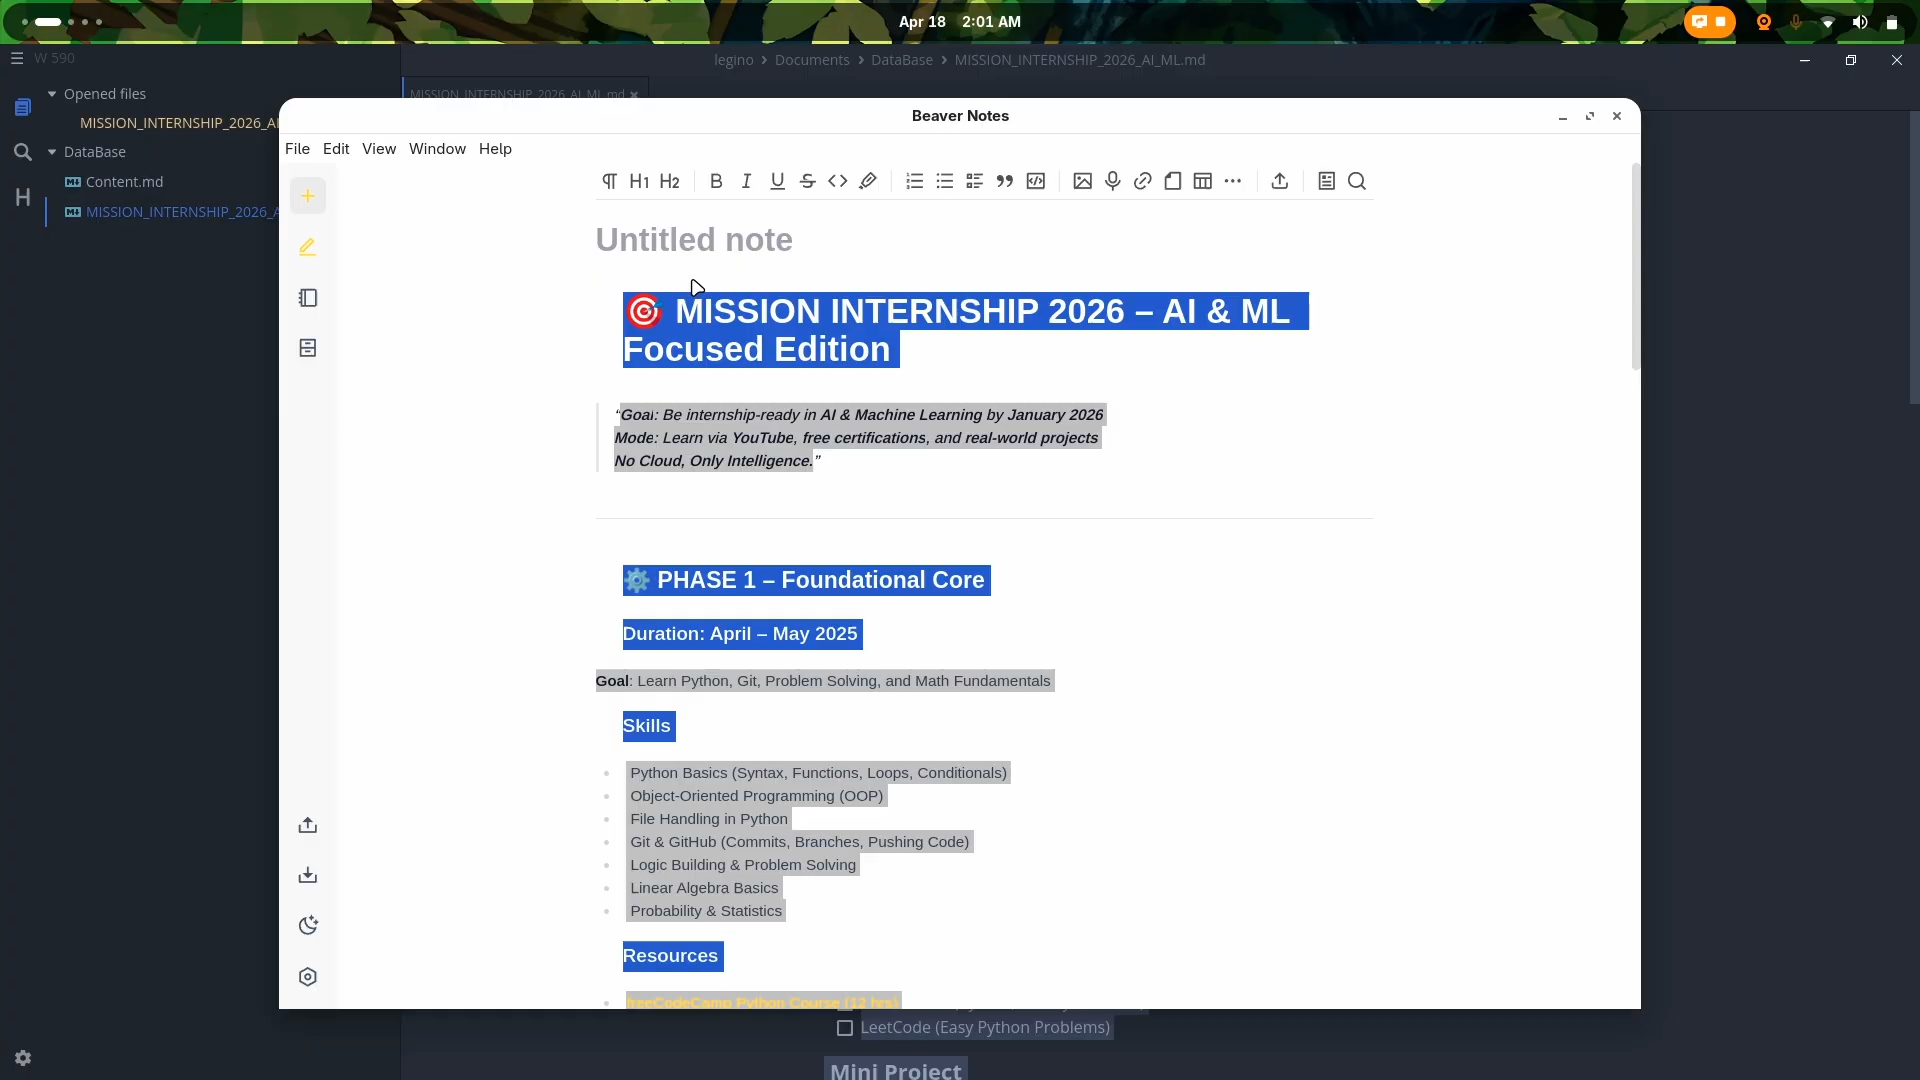 Apr 18 2:01 AM
W 590
legino › Documents › DataBase › MISSION_INTERNSHIP_2026_AI_ML.md
Opened files
MISSION_INTERNSHIP_2026_AI_ML.md ×
MISSION_INTERNSHIP_2026_AI
DataBase
Content.md
MISSION_INTERNSHIP_2026_A
Beaver Notes
File Edit View Window Help
H1 H2 B I U S
Untitled note
🎯 MISSION INTERNSHIP 2026 – AI & ML
Focused Edition
“Goal: Be internship-ready in AI & Machine Learning by January 2026
Mode: Learn via YouTube, free certifications, and real-world projects
No Cloud, Only Intelligence.”
⚙️ PHASE 1 – Foundational Core
Duration: April – May 2025
Goal: Learn Python, Git, Problem Solving, and Math Fundamentals
Skills
• Python Basics (Syntax, Functions, Loops, Conditionals)
• Object-Oriented Programming (OOP)
• File Handling in Python
• Git & GitHub (Commits, Branches, Pushing Code)
• Logic Building & Problem Solving
• Linear Algebra Basics
• Probability & Statistics
Resources
• freeCodeCamp Python Course (12 hrs)
LeetCode (Easy Python Problems)
Mini Project